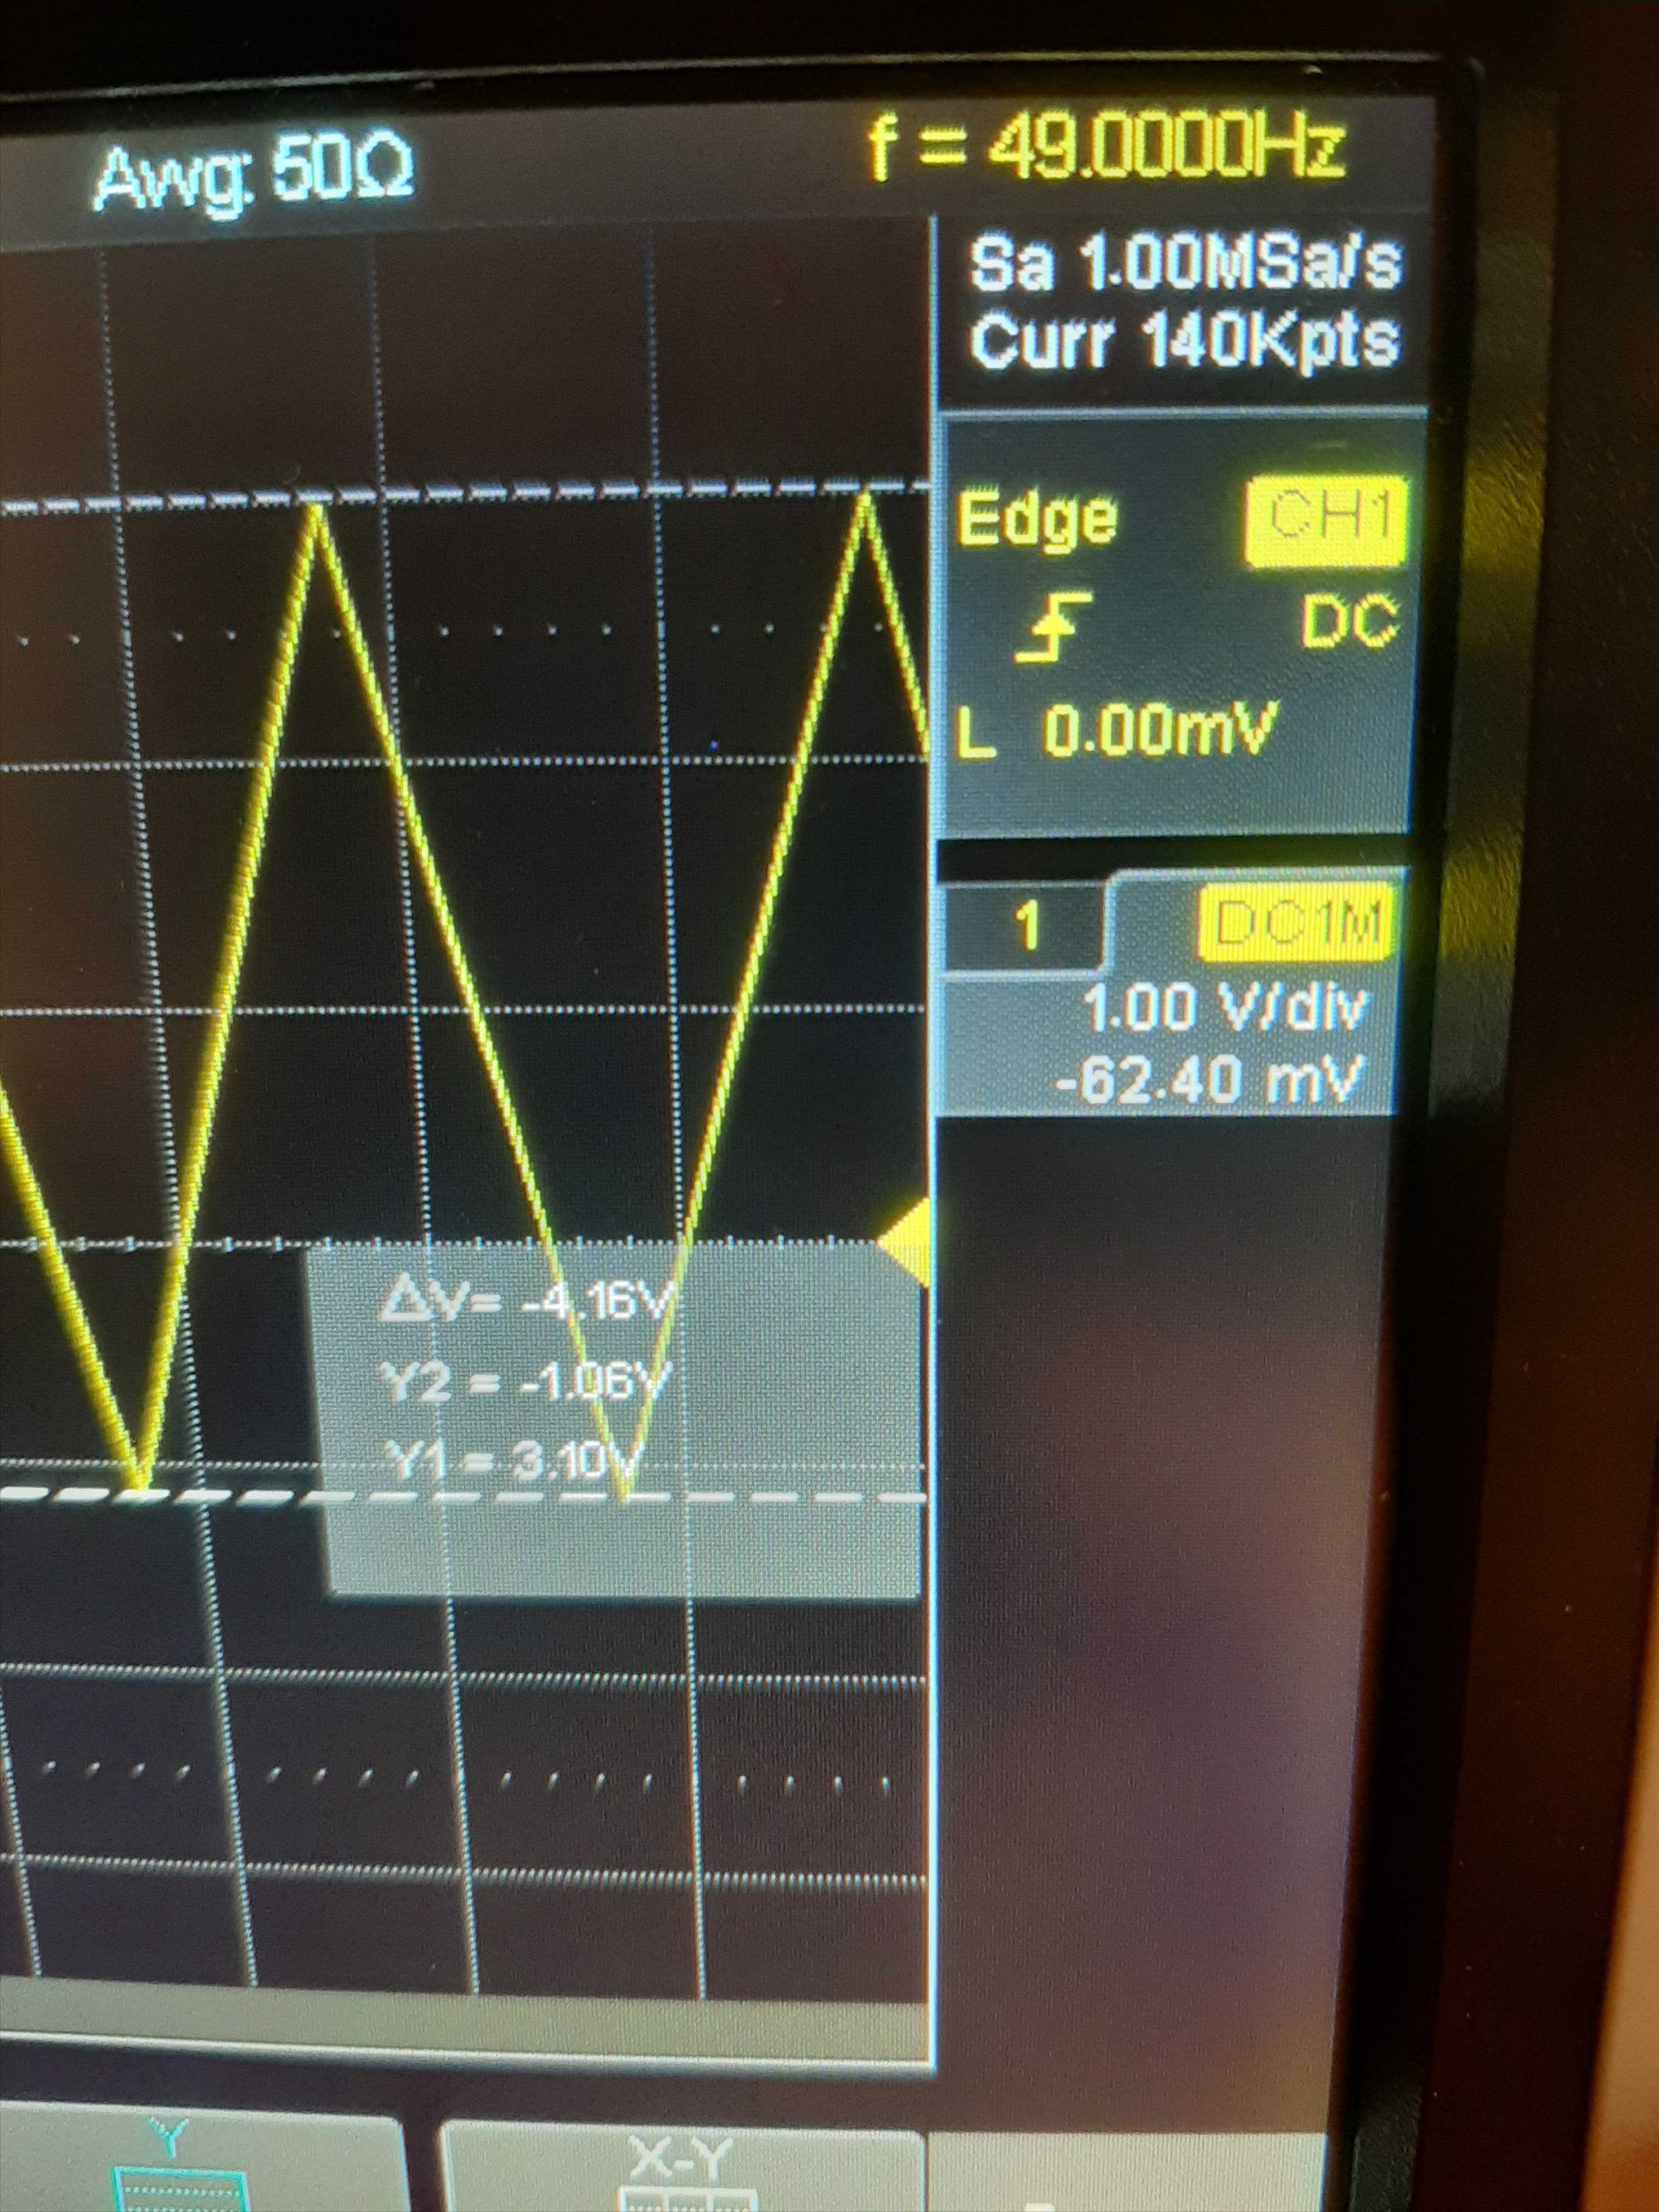 Awg: 50Ω
f = 49.0000Hz
Sa 1.00MSa/s
Curr 140Kpts
Edge CH1
DC
L 0.00mV
1 DC1M
1.00 V/div
-62.40 mV
ΔV= -4.16V
Y2 = -1.06V
Y1 = 3.10V
Y
X-Y